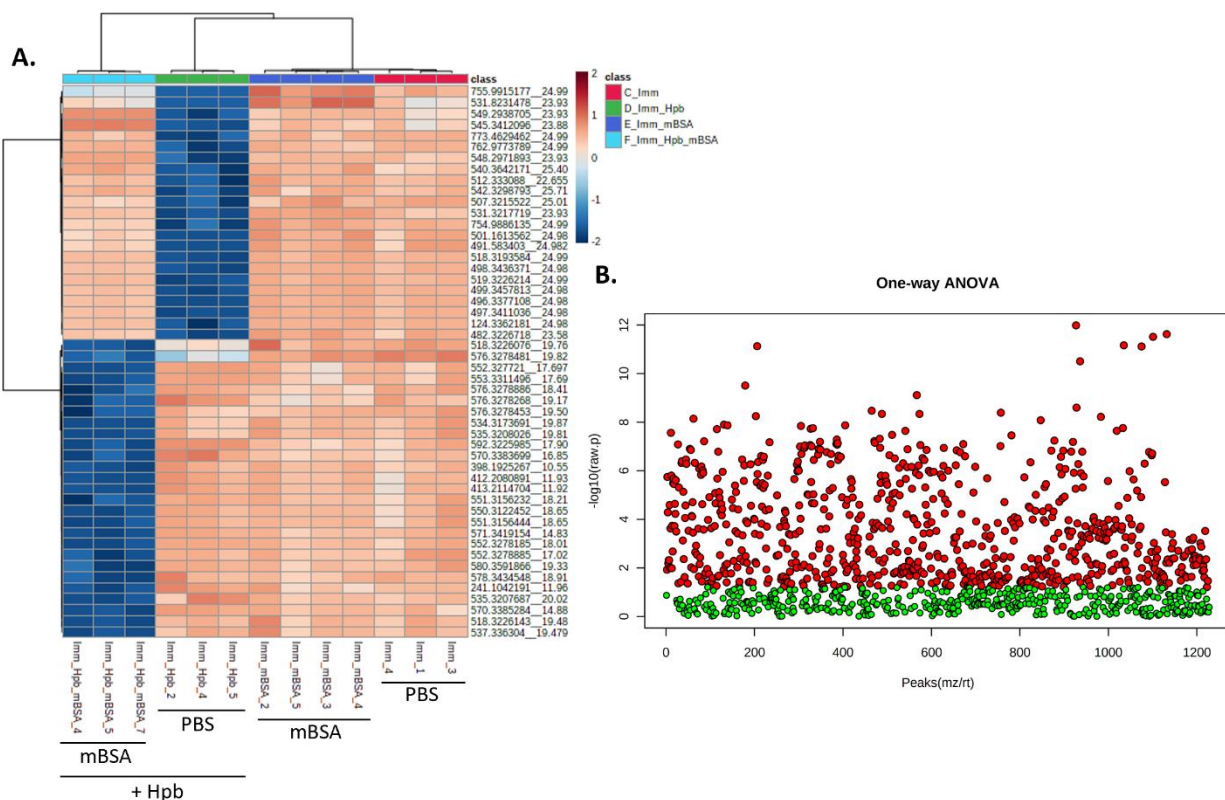 A.
class
755.9915177__24.99
531.8231478__23.93
549.2938705__23.93
545.3412096__23.88
773.4629462__24.99
762.9773789__24.99
548.2971893__23.93
540.3642171__25.40
512.333088__22.655
542.3298793__25.71
507.3215522__25.01
531.3217719__23.93
754.9886135__24.99
501.1613562__24.98
491.583403__24.982
518.3193584__24.99
498.3436371__24.98
519.3226214__24.99
499.3457813__24.98
496.3377108__24.98
497.3411036__24.98
124.3362181__24.98
482.3226718__23.58
518.3226076__19.76
576.3278481__19.82
552.327721__17.697
553.3311496__17.69
576.3278886__18.41
576.3278268__19.17
576.3278453__19.50
534.3173691__19.87
535.3208026__19.81
592.3225985__17.90
570.3383699__16.85
398.1925267__10.55
412.2080891__11.93
413.2114704__11.92
551.3156232__18.21
550.3122452__18.65
551.3156444__18.65
571.3419154__14.83
552.3278185__18.01
552.3278885__17.02
580.3591866__19.33
578.3434548__18.91
241.1042191__11.96
535.3207687__20.02
570.3385284__14.88
518.3226143__19.48
537.336304__19.479
2
1
0
-1
-2
class
C_Imm
D_Imm_Hpb
E_Imm_mBSA
F_Imm_Hpb_mBSA
Imm_Hpb_mBSA_4
Imm_Hpb_mBSA_5
Imm_Hpb_mBSA_7
Imm_Hpb_2
Imm_Hpb_4
Imm_Hpb_5
Imm_mBSA_2
Imm_mBSA_5
Imm_mBSA_3
Imm_mBSA_4
Imm_4
Imm_1
Imm_3
mBSA
PBS
mBSA
PBS
+ Hpb
B.
One-way ANOVA
-log10(raw.p)
12
10
8
6
4
2
0
0 200 400 600 800 1000 1200
Peaks(mz/rt)